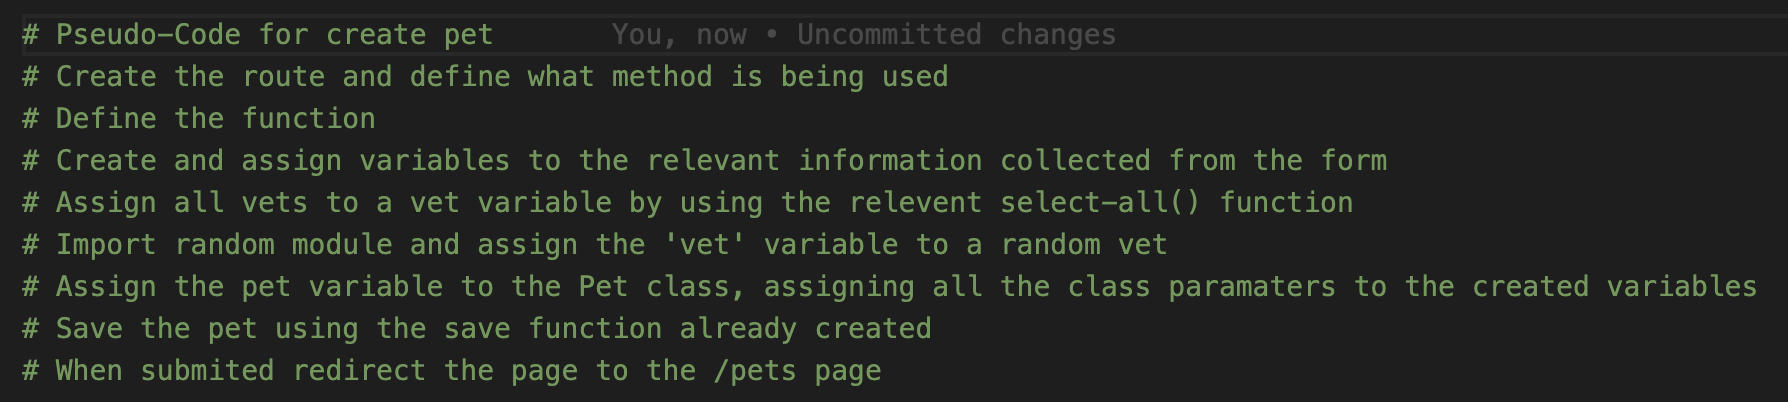 # Pseudo-Code for create pet You, now • Uncommitted changes
# Create the route and define what method is being used
# Define the function
# Create and assign variables to the relevant information collected from the form
# Assign all vets to a vet variable by using the relevent select-all() function
# Import random module and assign the 'vet' variable to a random vet
# Assign the pet variable to the Pet class, assigning all the class paramaters to the created variables
# Save the pet using the save function already created
# When submited redirect the page to the /pets page